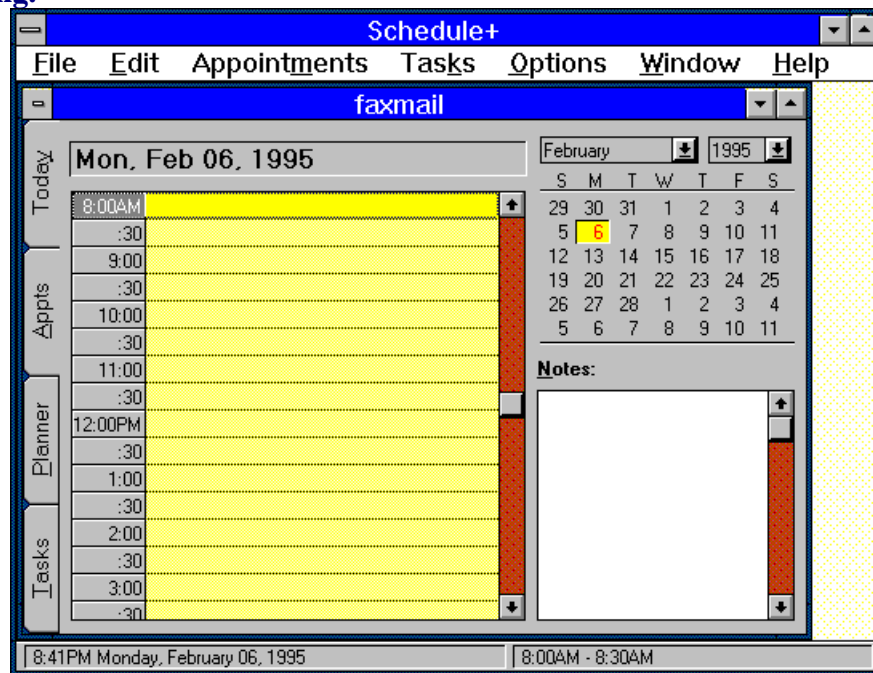 ng.
Schedule+
File Edit Appointments Tasks Options Window Help
faxmail
Today
Appts
Planner
Tasks
Mon, Feb 06, 1995
8:00AM
:30
9:00
:30
10:00
:30
11:00
:30
12:00PM
:30
1:00
:30
2:00
:30
3:00
:30
February 1995
S M T W T F S
29 30 31 1 2 3 4
5 6 7 8 9 10 11
12 13 14 15 16 17 18
19 20 21 22 23 24 25
26 27 28 1 2 3 4
5 6 7 8 9 10 11
Notes:
8:41PM Monday, February 06, 1995
8:00AM - 8:30AM